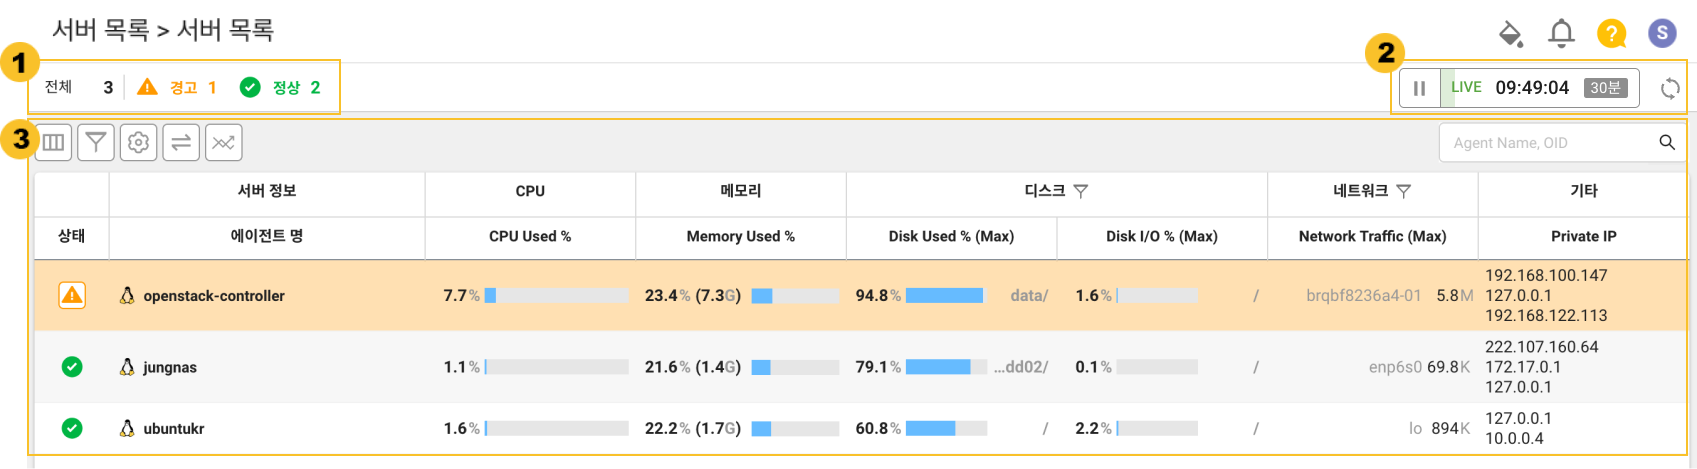 서버 목록 > 서버 목록
? S
1
전체 3 경고 1 정상 2
2
LIVE 09:49:04 30분
3
Agent Name, OID
서버 정보 CPU 메모리 디스크 네트워크 기타
상태 에이전트 명 CPU Used % Memory Used % Disk Used % (Max) Disk I/O % (Max) Network Traffic (Max) Private IP
openstack-controller 7.7% 23.4% (7.3G) 94.8% data/ 1.6% / brqbf8236a4-01 5.8M
192.168.100.147
127.0.0.1
192.168.122.113
jungnas 1.1% 21.6% (1.4G) 79.1% ...dd02/ 0.1% / enp6s0 69.8K
222.107.160.64
172.17.0.1
127.0.0.1
ubuntukr 1.6% 22.2% (1.7G) 60.8% / 2.2% / lo 894K
127.0.0.1
10.0.0.4